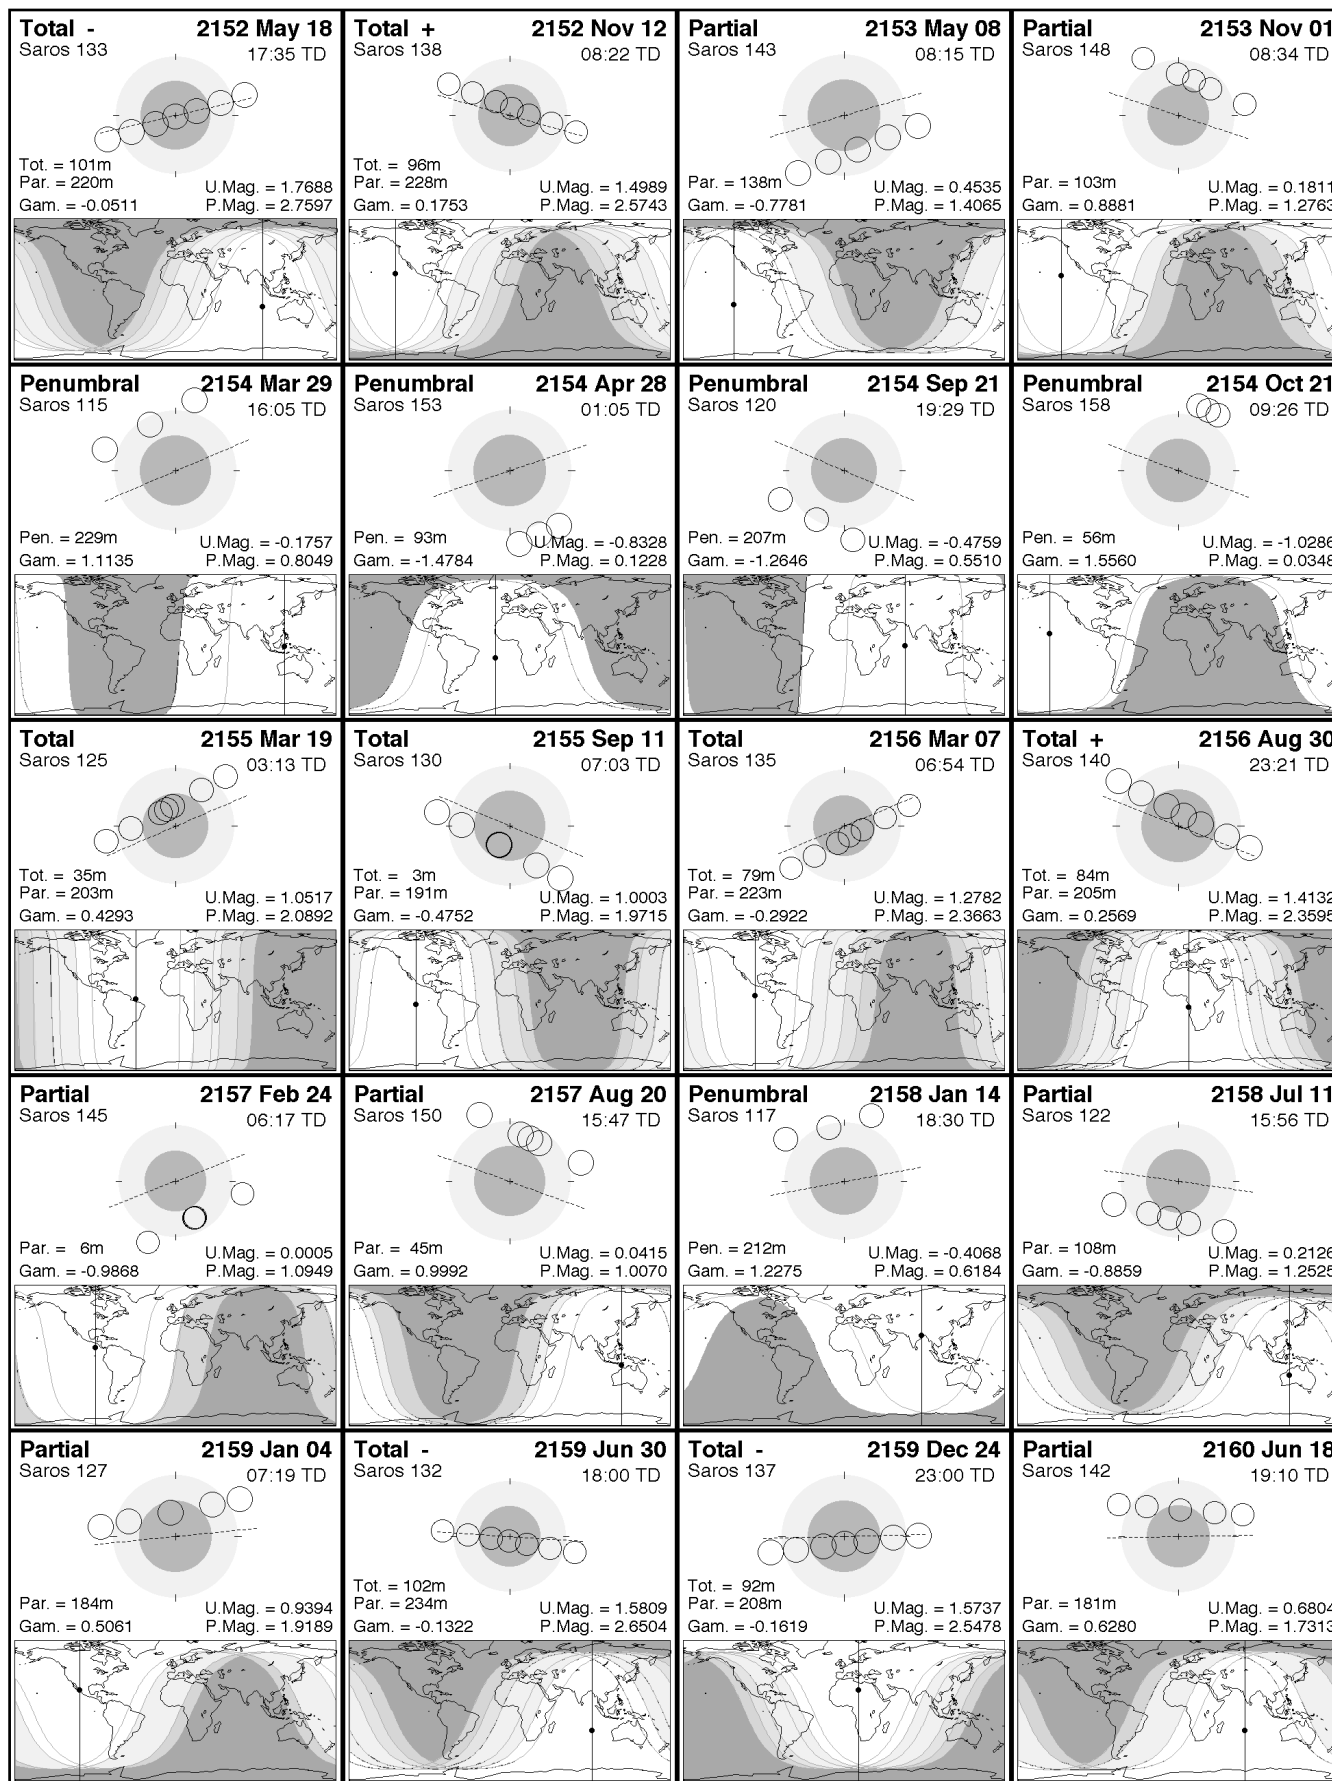 Total - 2152 May 18
Saros 133 17:35 TD
Tot. = 101m
Par. = 220m U.Mag. = 1.7688
Gam. = -0.0511 P.Mag. = 2.7597
Total + 2152 Nov 12
Saros 138 08:22 TD
Tot. = 96m
Par. = 228m U.Mag. = 1.4989
Gam. = 0.1753 P.Mag. = 2.5743
Partial 2153 May 08
Saros 143 08:15 TD
Par. = 138m U.Mag. = 0.4535
Gam. = -0.7781 P.Mag. = 1.4065
Partial 2153 Nov 01
Saros 148 08:34 TD
Par. = 103m U.Mag. = 0.1811
Gam. = 0.8881 P.Mag. = 1.2763
Penumbral 2154 Mar 29
Saros 115 16:05 TD
Pen. = 229m U.Mag. = -0.1757
Gam. = 1.1135 P.Mag. = 0.8049
Penumbral 2154 Apr 28
Saros 153 01:05 TD
Pen. = 93m U.Mag. = -0.8328
Gam. = -1.4784 P.Mag. = 0.1228
Penumbral 2154 Sep 21
Saros 120 19:29 TD
Pen. = 207m U.Mag. = -0.4759
Gam. = -1.2646 P.Mag. = 0.5510
Penumbral 2154 Oct 21
Saros 158 09:26 TD
Pen. = 56m U.Mag. = -1.0286
Gam. = 1.5560 P.Mag. = 0.0348
Total 2155 Mar 19
Saros 125 03:13 TD
Tot. = 35m
Par. = 203m U.Mag. = 1.0517
Gam. = 0.4293 P.Mag. = 2.0892
Total 2155 Sep 11
Saros 130 07:03 TD
Tot. = 3m
Par. = 191m U.Mag. = 1.0003
Gam. = -0.4752 P.Mag. = 1.9715
Total 2156 Mar 07
Saros 135 06:54 TD
Tot. = 79m
Par. = 223m U.Mag. = 1.2782
Gam. = -0.2922 P.Mag. = 2.3663
Total + 2156 Aug 30
Saros 140 23:21 TD
Tot. = 84m
Par. = 205m U.Mag. = 1.4132
Gam. = 0.2569 P.Mag. = 2.3595
Partial 2157 Feb 24
Saros 145 06:17 TD
Par. = 6m U.Mag. = 0.0005
Gam. = -0.9868 P.Mag. = 1.0949
Partial 2157 Aug 20
Saros 150 15:47 TD
Par. = 45m U.Mag. = 0.0415
Gam. = 0.9992 P.Mag. = 1.0070
Penumbral 2158 Jan 14
Saros 117 18:30 TD
Pen. = 212m U.Mag. = -0.4068
Gam. = 1.2275 P.Mag. = 0.6184
Partial 2158 Jul 11
Saros 122 15:56 TD
Par. = 108m U.Mag. = 0.2126
Gam. = -0.8859 P.Mag. = 1.2525
Partial 2159 Jan 04
Saros 127 07:19 TD
Par. = 184m U.Mag. = 0.9394
Gam. = 0.5061 P.Mag. = 1.9189
Total - 2159 Jun 30
Saros 132 18:00 TD
Tot. = 102m
Par. = 234m U.Mag. = 1.5809
Gam. = -0.1322 P.Mag. = 2.6504
Total - 2159 Dec 24
Saros 137 23:00 TD
Tot. = 92m
Par. = 208m U.Mag. = 1.5737
Gam. = -0.1619 P.Mag. = 2.5478
Partial 2160 Jun 18
Saros 142 19:10 TD
Par. = 181m U.Mag. = 0.6804
Gam. = 0.6280 P.Mag. = 1.7313